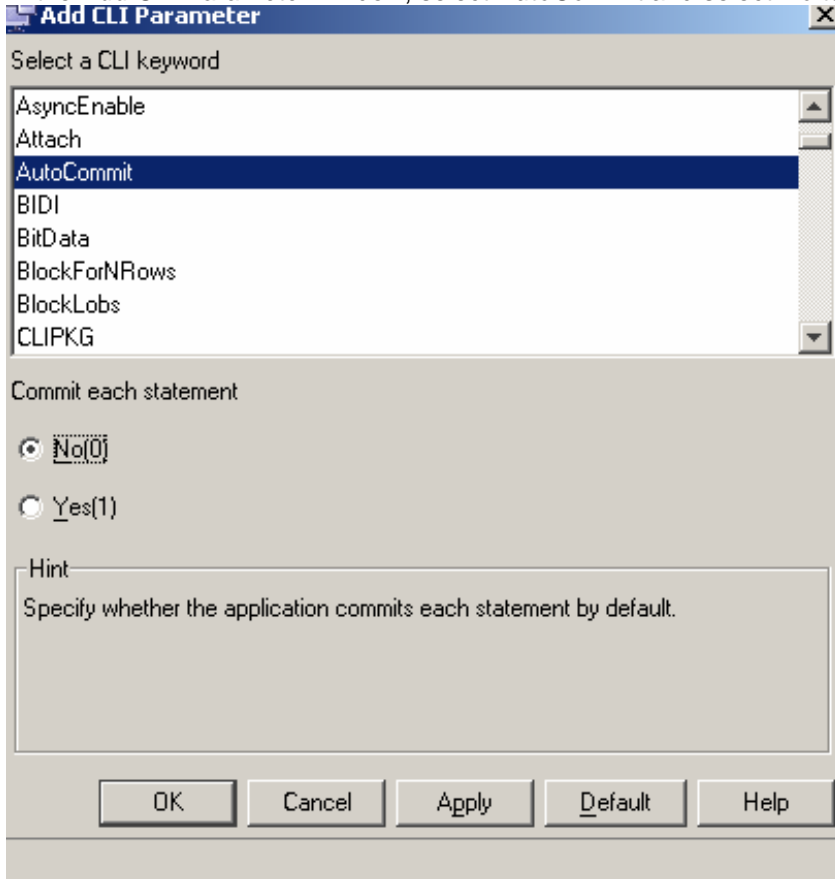 Add CLI Parameter
Select a CLI keyword
AsyncEnable
Attach
AutoCommit
BIDI
BitData
BlockForNRows
BlockLobs
CLIPKG
Commit each statement
No(0)
Yes(1)
Hint
Specify whether the application commits each statement by default.
OK Cancel Apply Default Help